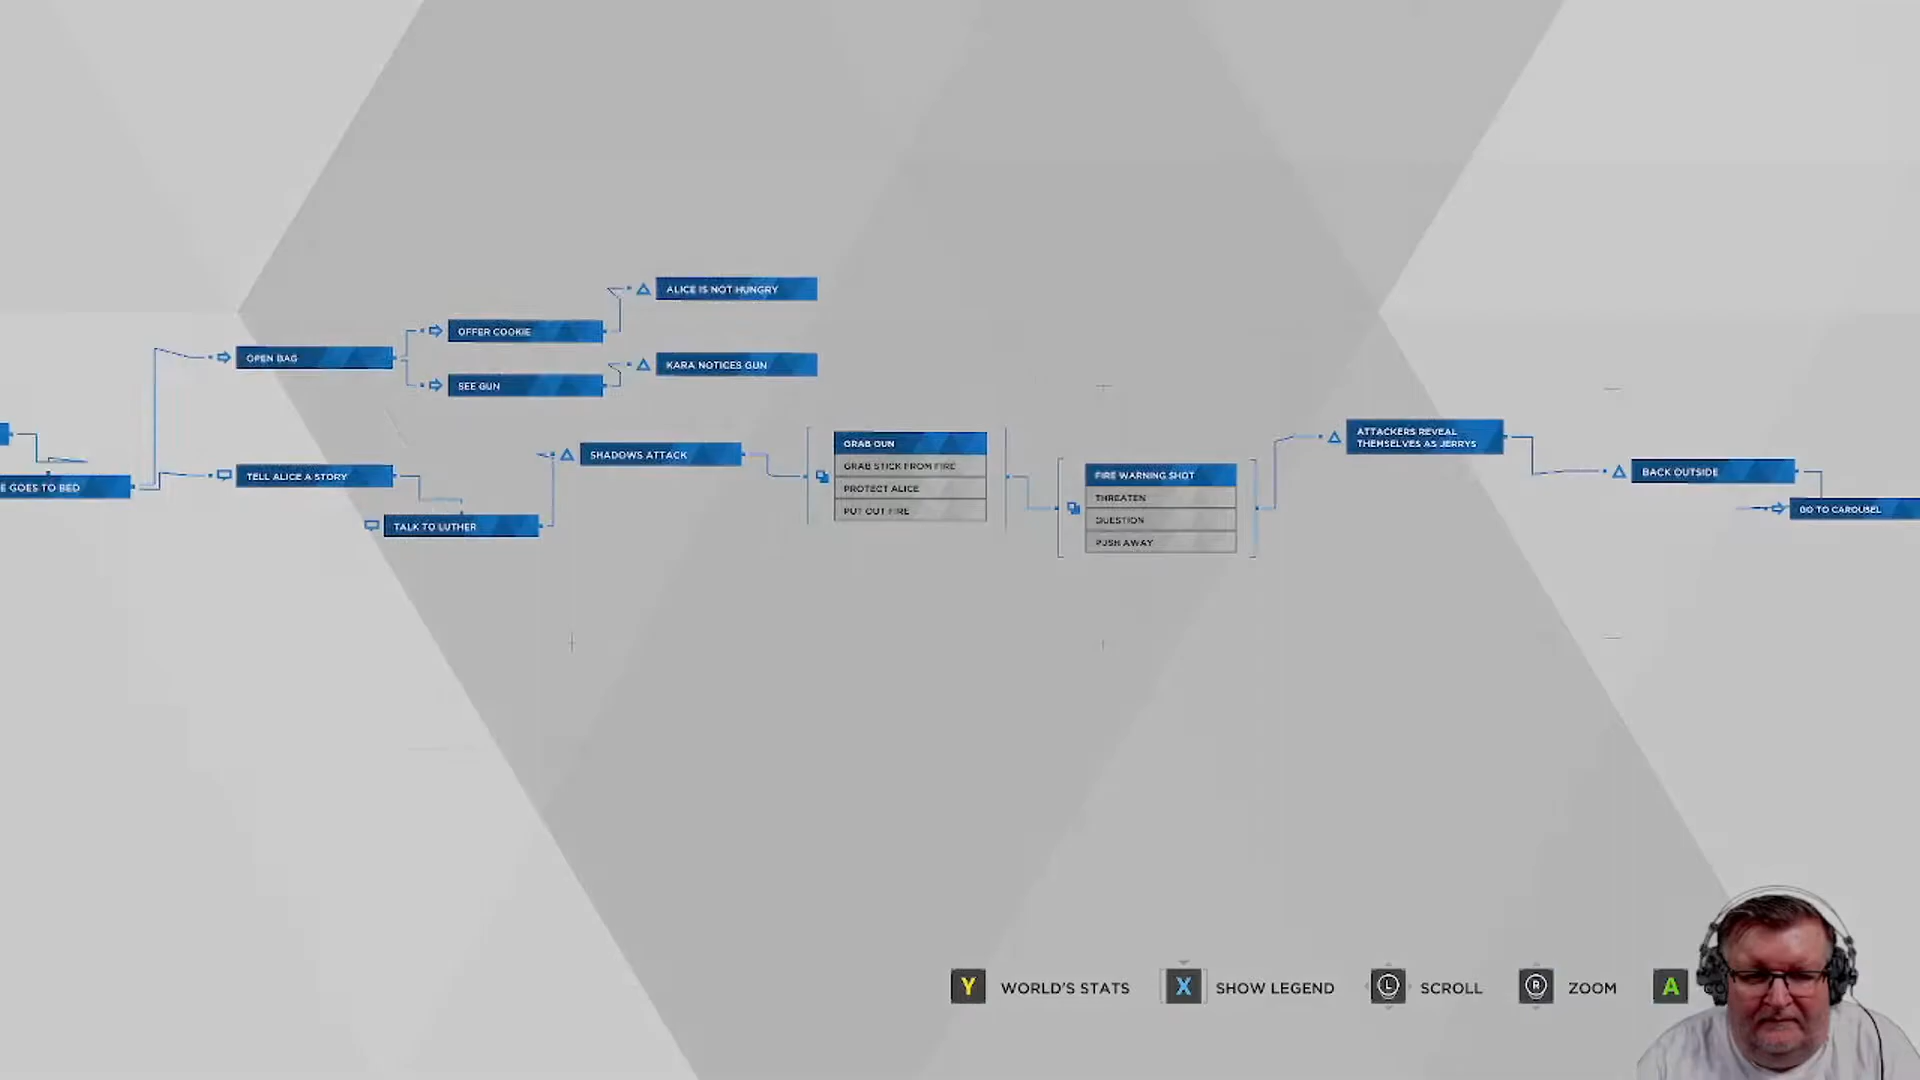 ALICE IS NOT HUNGRY
OFFER COOKIE
OPEN BAG
KARA NOTICES GUN
SEE GUN
ATTACKERS REVEAL
THEMSELVES AS JERRYS
GRAB GUN
SHADOWS ATTACK
GRAB STICK FROM FIRE
BACK OUTSIDE
FIRE WARNING SHOT
TELL ALICE A STORY
E GOES TO BED
PROTECT ALICE
THREATEN
GO TO CAROUSEL
PUT OUT FIRE
QUESTION
TALK TO LUTHER
PUSH AWAY
Y WORLD'S STATS X SHOW LEGEND L SCROLL R ZOOM A